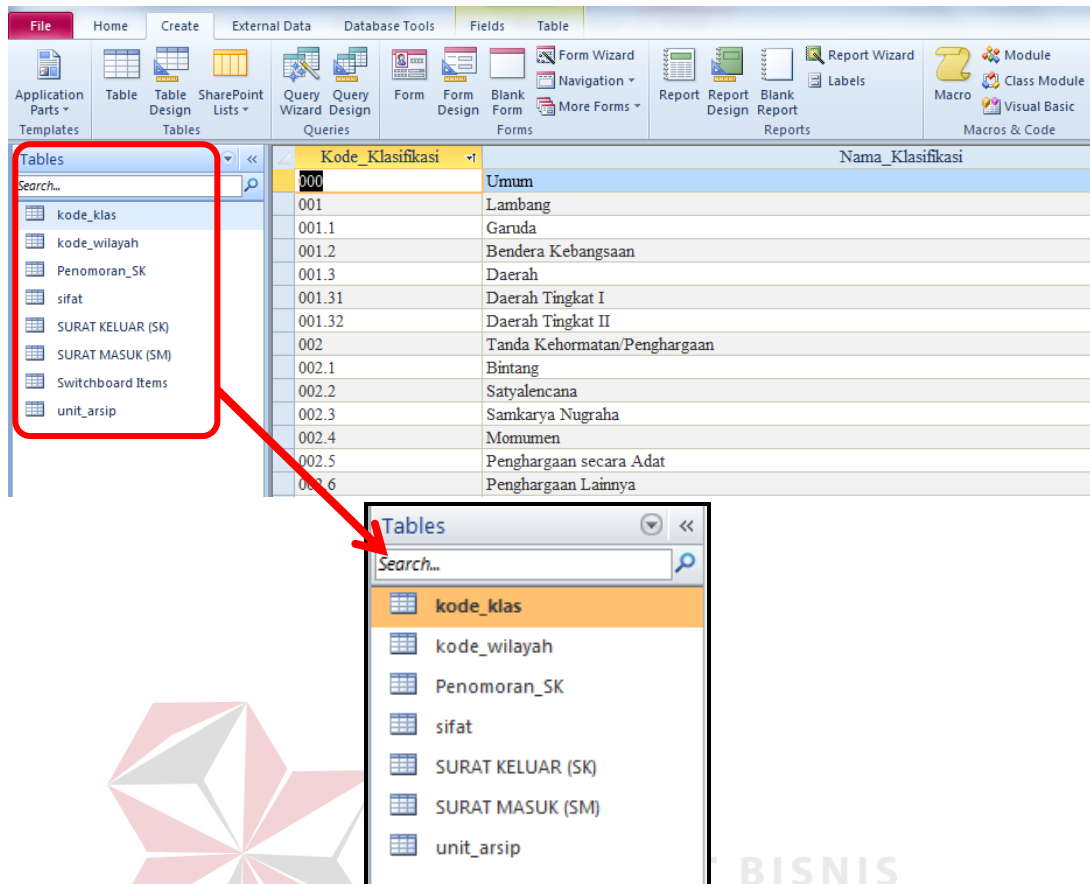 File Home Create External Data Database Tools Fields Table
Application Parts Table Table Design SharePoint Lists Query Wizard Query Design Form Form Design Blank Form Form Wizard Navigation More Forms Report Report Design Blank Report Report Wizard Labels Macro Module Class Module Visual Basic
Templates Tables Queries Forms Reports Macros & Code
Tables « Kode_Klasifikasi Nama_Klasifikasi
Search...
kode_klas
kode_wilayah
Penomoran_SK
sifat
SURAT KELUAR (SK)
SURAT MASUK (SM)
Switchboard Items
unit_arsip
000 Umum
001 Lambang
001.1 Garuda
001.2 Bendera Kebangsaan
001.3 Daerah
001.31 Daerah Tingkat I
001.32 Daerah Tingkat II
002 Tanda Kehormatan/Penghargaan
002.1 Bintang
002.2 Satyalencana
002.3 Samkarya Nugraha
002.4 Momumen
002.5 Penghargaan secara Adat
002.6 Penghargaan Lainnya
Tables «
Search...
kode_klas
kode_wilayah
Penomoran_SK
sifat
SURAT KELUAR (SK)
SURAT MASUK (SM)
unit_arsip
BISNIS